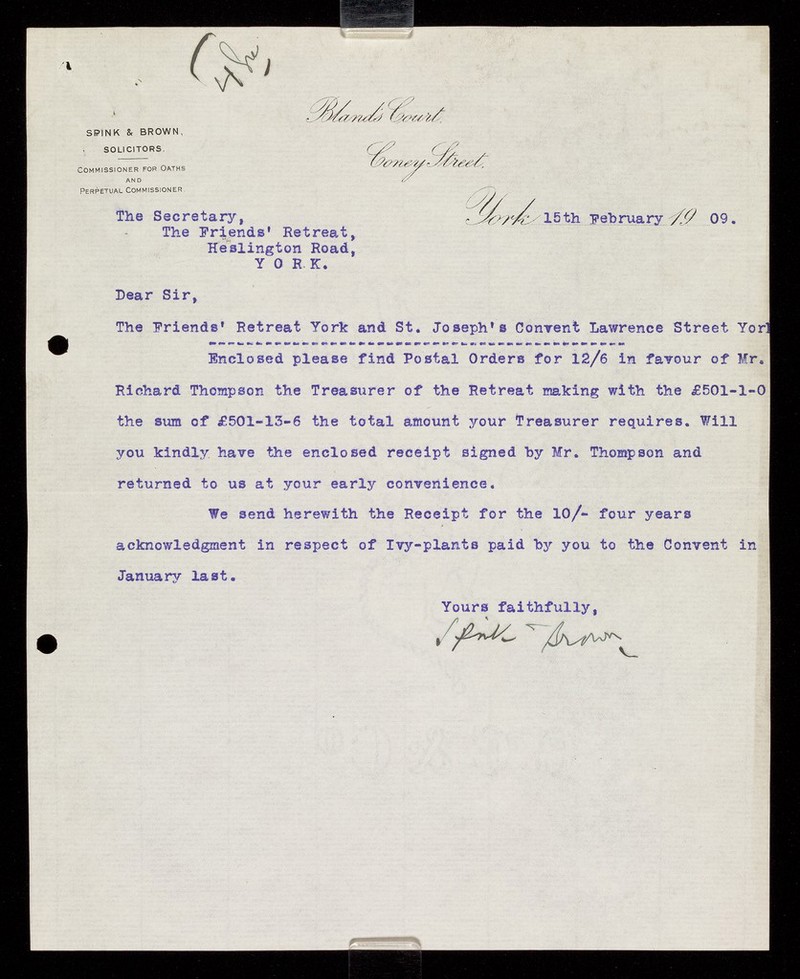 SPINK & BROWN,
SOLICITORS.
COMMISSIONER FOR OATHS
AND
PERPETUAL COMMISSIONER
Bland's Court.
Coney Street.
York 15th February 1909.
The Secretary,
The Friends' Retreat,
Heslington Road,
Y O R K.
Dear Sir,
The Friends' Retreat York and St. Joseph's Convent Lawrence Street York
Enclosed please find Postal Orders for 12/6 in favour of Mr.
Richard Thompson the Treasurer of the Retreat making with the £501-1-0
the sum of £501-13-6 the total amount your Treasurer requires. Will
you kindly have the enclosed receipt signed by Mr. Thompson and
returned to us at your early convenience.
We send herewith the Receipt for the 10/- four years
acknowledgment in respect of Ivy-plants paid by you to the Convent in
January last.
Yours faithfully,
Spink & Brown